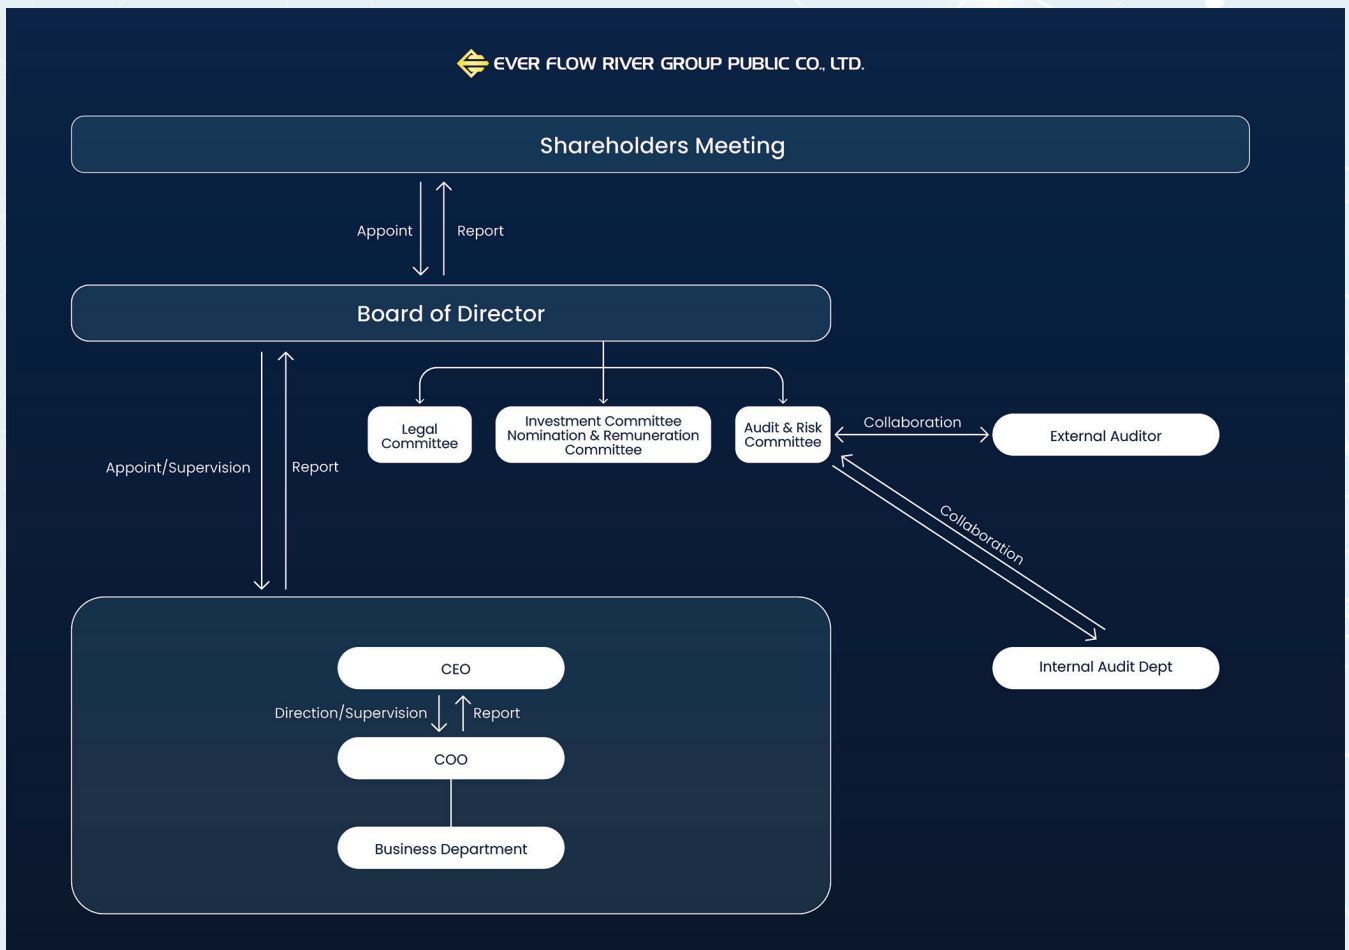 EVER FLOW RIVER GROUP PUBLIC CO., LTD.
Shareholders Meeting
Appoint
Report
Board of Director
Legal
Committee
Investment Committee
Nomination & Remuneration
Committee
Audit & Risk
Committee
Collaboration
External Auditor
Appoint/Supervision
Report
Collaboration
CEO
Internal Audit Dept
Direction/Supervision
Report
COO
Business Department